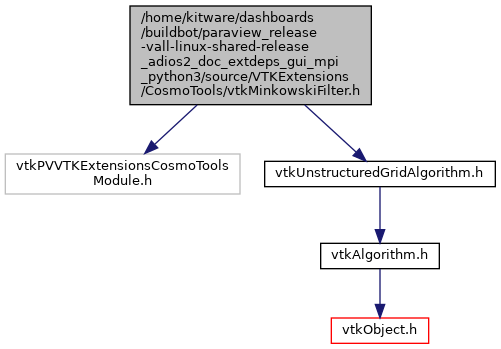 /home/kitware/dashboards
/buildbot/paraview_release
-vall-linux-shared-release
_adios2_doc_extdeps_gui_mpi
_python3/source/VTKExtensions
/CosmoTools/vtkMinkowskiFilter.h
vtkPVVTKExtensionsCosmoTools
Module.h
vtkUnstructuredGridAlgorithm.h
vtkAlgorithm.h
vtkObject.h